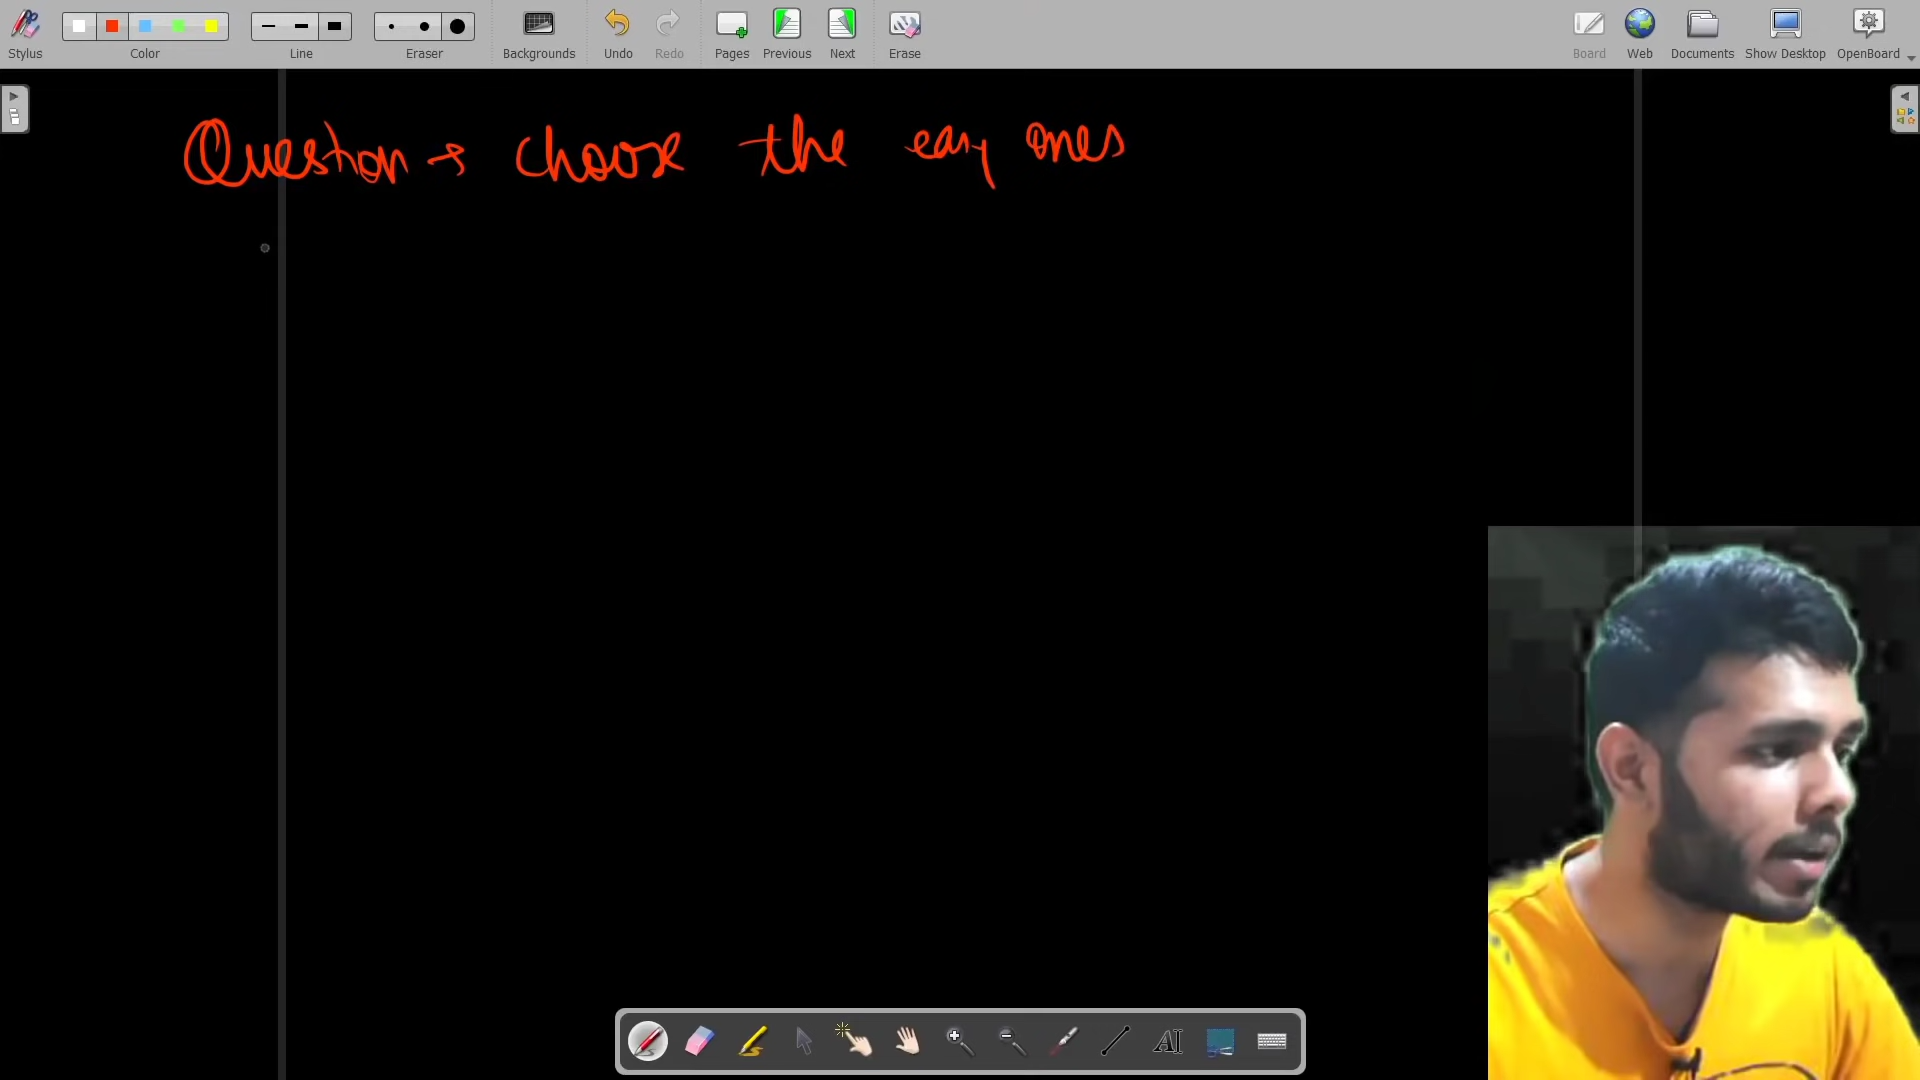 Stylus Color Line Eraser Backgrounds Undo Redo Pages Previous Next Erase Board Web Documents Show Desktop OpenBoard
Question → choose the easy ones